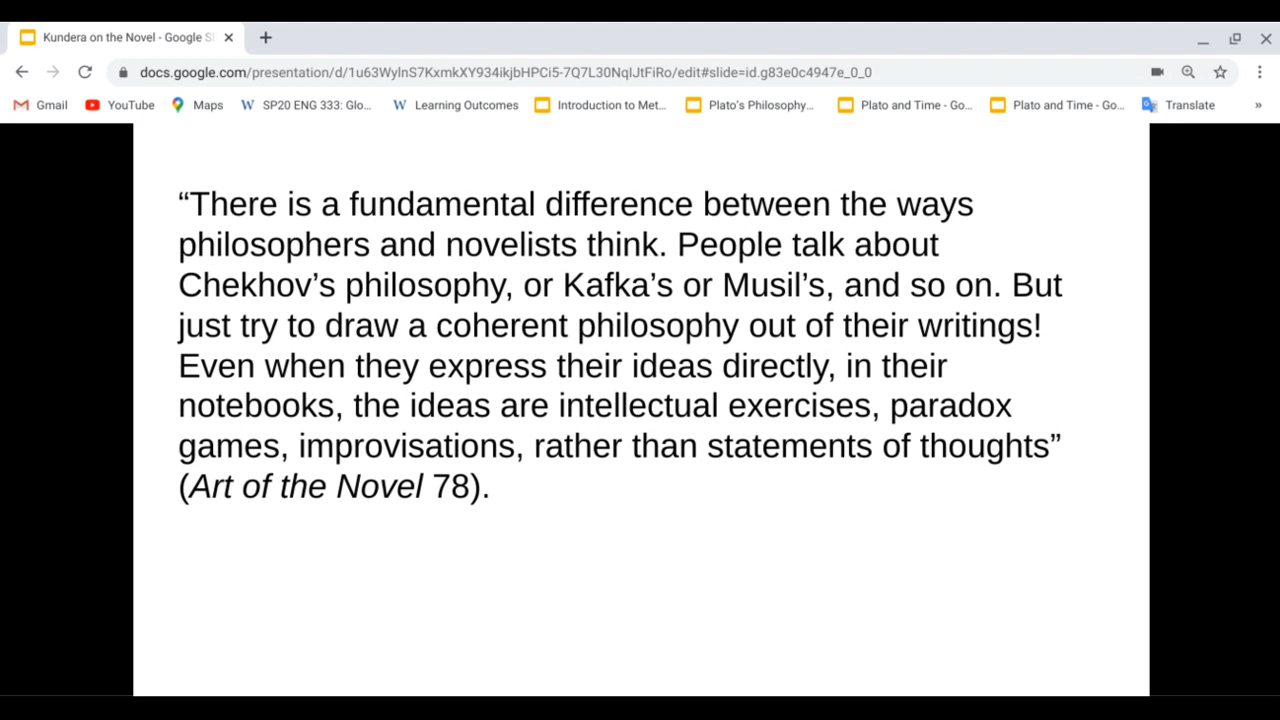 Kundera on the Novel - Google Sl
docs.google.com/presentation/d/1u63WylnS7KxmkXY934ikjbHPCi5-7Q7L30NqIJtFiRo/edit#slide=id.g83e0c4947e_0_0
Gmail YouTube Maps SP20 ENG 333: Glo... Learning Outcomes Introduction to Met... Plato's Philosophy... Plato and Time - Go... Plato and Time - Go... Translate »
“There is a fundamental difference between the ways
philosophers and novelists think. People talk about
Chekhov’s philosophy, or Kafka’s or Musil’s, and so on. But
just try to draw a coherent philosophy out of their writings!
Even when they express their ideas directly, in their
notebooks, the ideas are intellectual exercises, paradox
games, improvisations, rather than statements of thoughts”
(Art of the Novel 78).